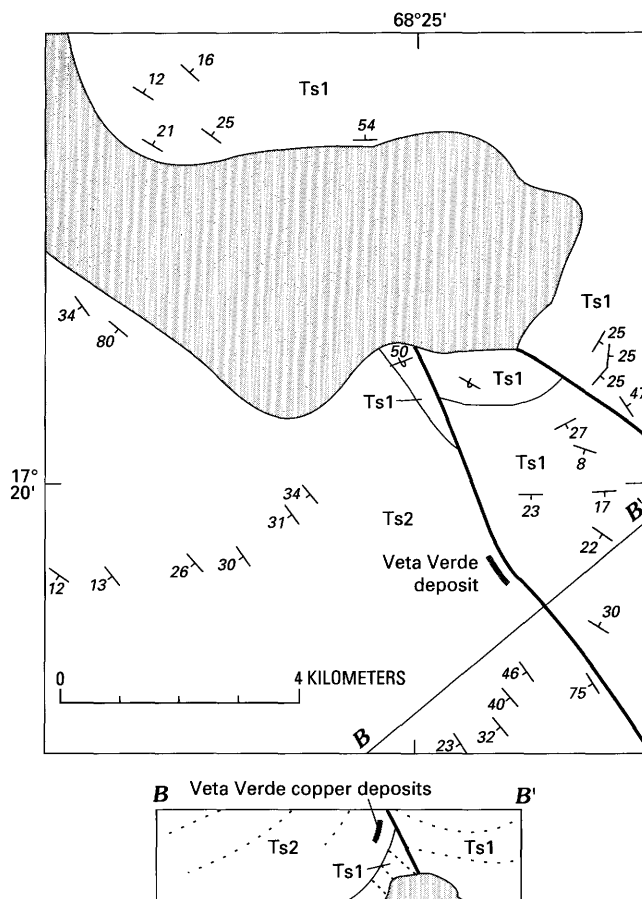 68°25'
16
12
Ts1
21
25
54
34
80
Ts1
25
50
25
Ts1
25
Ts1
47
27
Ts1
8
17°
20'
34
31
Ts2
23
17
B'
22
Veta Verde
deposit
12
13
26
30
30
0
4 KILOMETERS
46
75
40
B
23
32
B
Veta Verde copper deposits
B'
Ts2
Ts1
Ts1